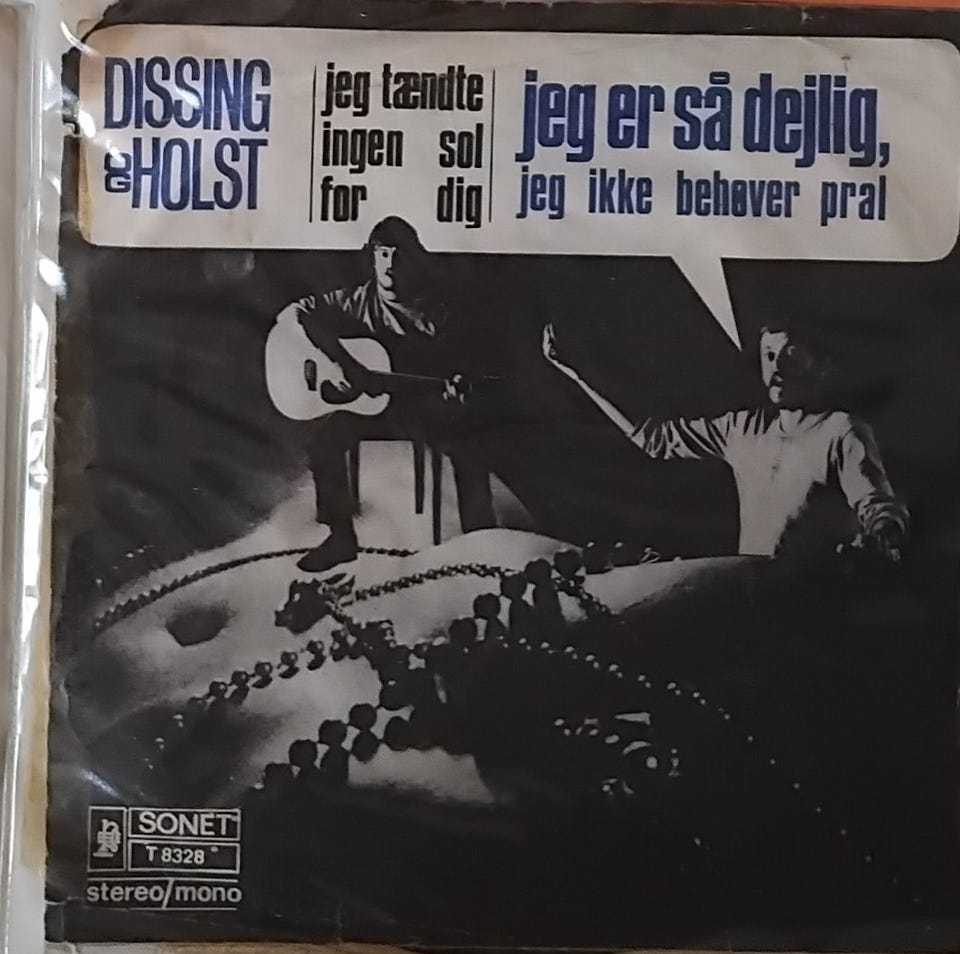 DISSING
OG HOLST
jeg tændte
ingen sol
for dig
jeg er så dejlig,
jeg ikke behøver pral
SONET
T 8328
stereo/mono